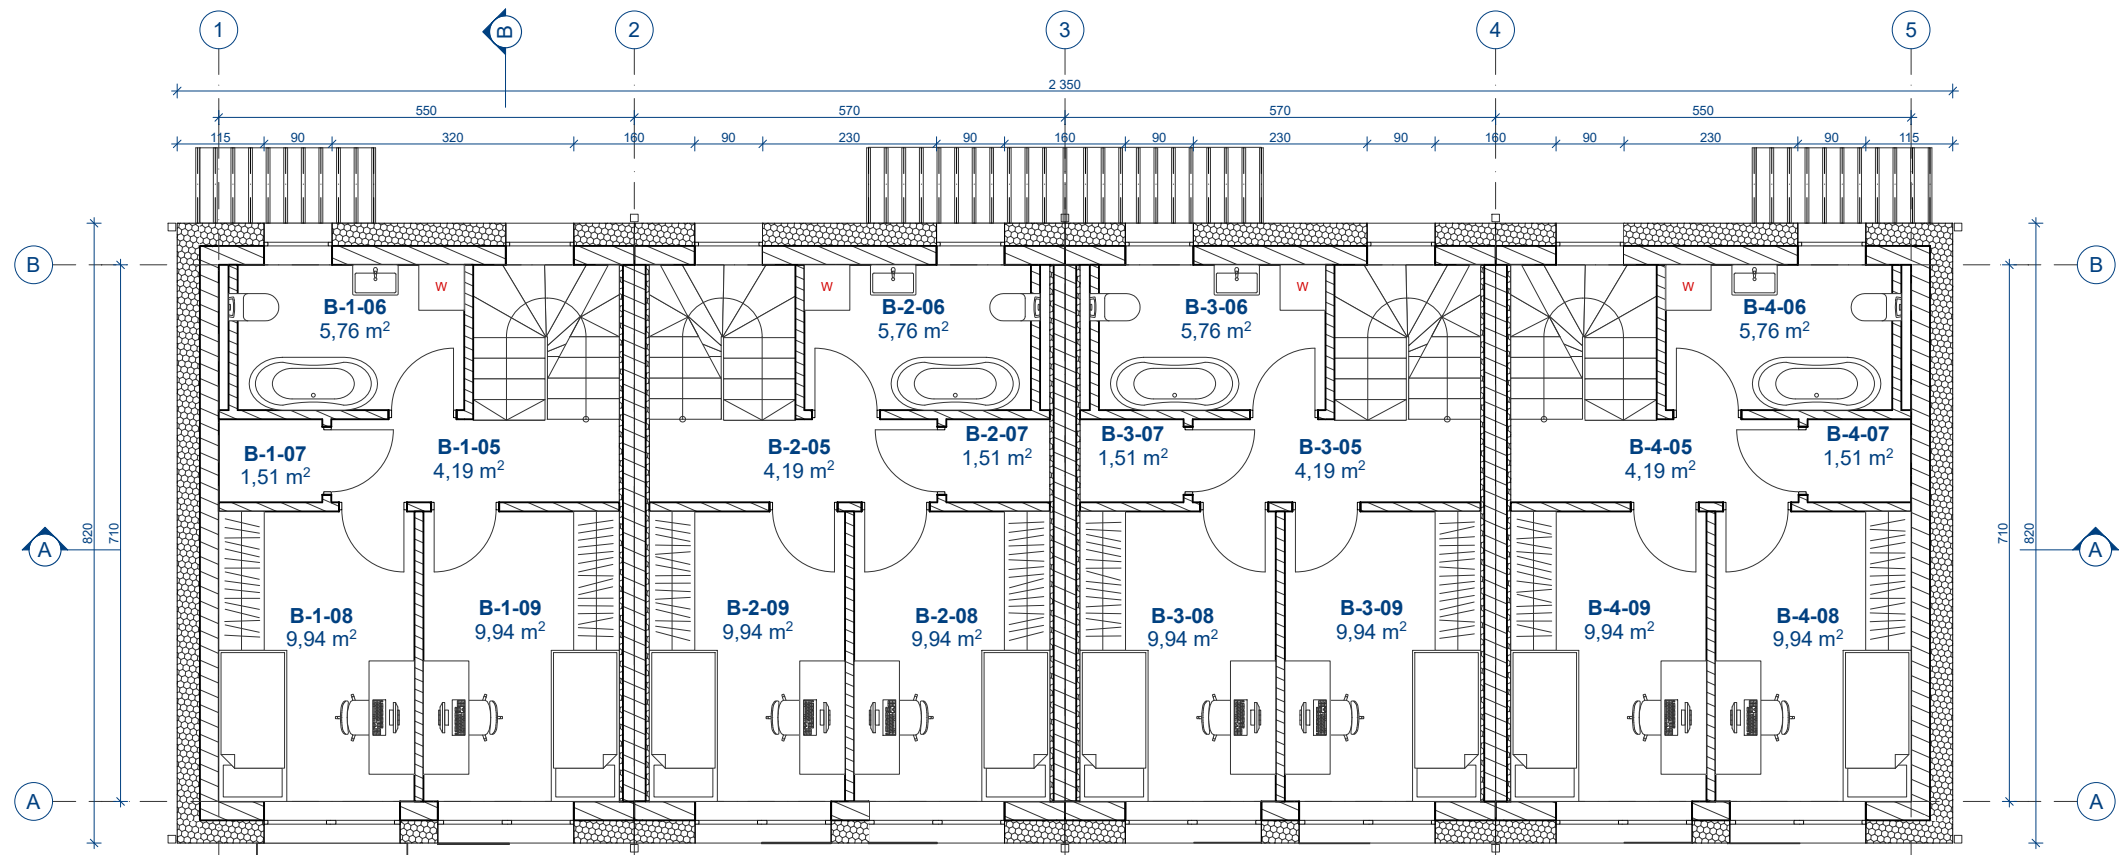 1
B
2
3
4
5
2 350
550
570
570
550
115
90
320
160
90
230
90
160
90
230
90
160
90
230
90
115
B
B
W
W
W
W
B-1-06
5,76 m²
B-2-06
5,76 m²
B-3-06
5,76 m²
B-4-06
5,76 m²
B-1-07
1,51 m²
B-1-05
4,19 m²
B-2-05
4,19 m²
B-2-07
1,51 m²
B-3-07
1,51 m²
B-3-05
4,19 m²
B-4-05
4,19 m²
B-4-07
1,51 m²
A
820
710
710
820
A
B-1-08
9,94 m²
B-1-09
9,94 m²
B-2-09
9,94 m²
B-2-08
9,94 m²
B-3-08
9,94 m²
B-3-09
9,94 m²
B-4-09
9,94 m²
B-4-08
9,94 m²
A
A